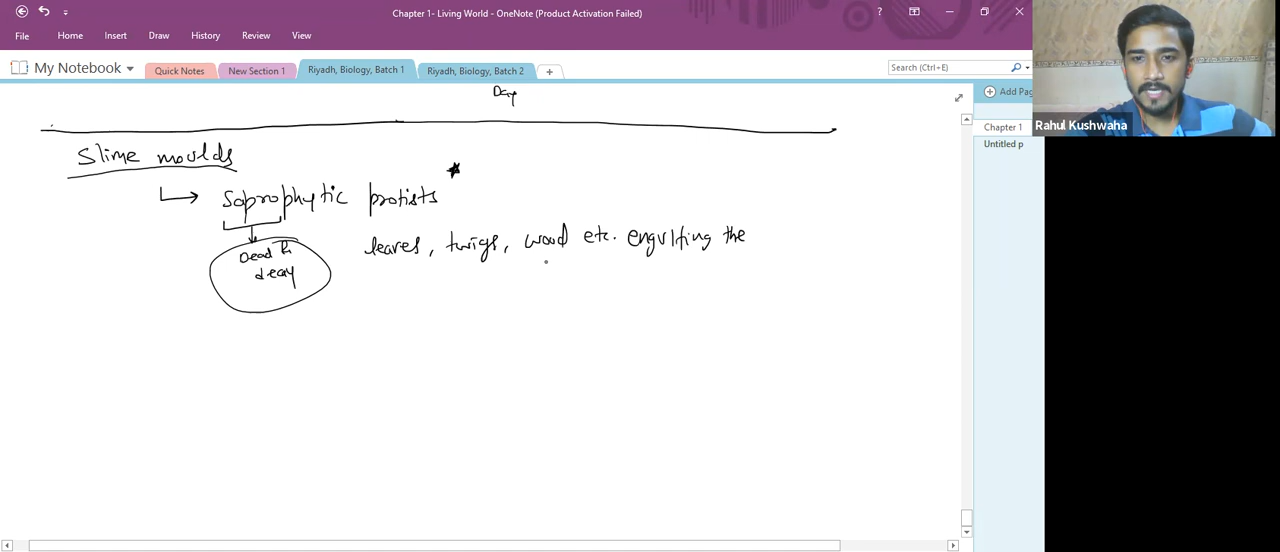 Chapter 1- Living World - OneNote (Product Activation Failed)
?
File Home Insert Draw History Review View
My Notebook Quick Notes New Section 1 Riyadh, Biology, Batch 1 Riyadh, Biology, Batch 2 +
Search (Ctrl+E)
Add Pag
Chapter 1
Untitled p
Rahul Kushwaha
Slime moulds
Saprophytic protists
leaves, twigs, wood etc. engulfing the
Dead &
decay